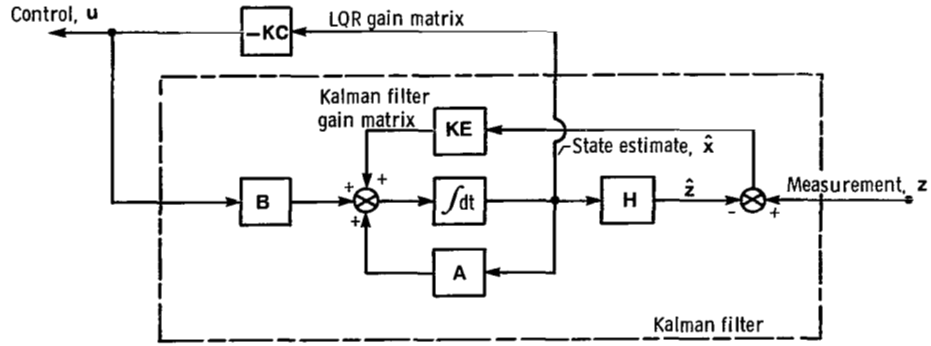 Control, u
LQR gain matrix
−KC
Kalman filter
gain matrix
KE
State estimate, x̂
+
+
B
∫dt
H
ẑ
Measurement, z
+
-
+
A
Kalman filter